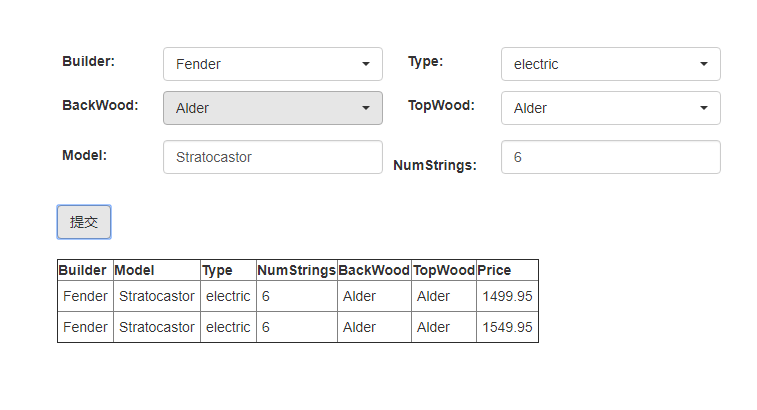 Builder: Fender Type: electric
BackWood: Alder TopWood: Alder
Model: Stratocastor NumStrings: 6
提交
Builder Model Type NumStrings BackWood TopWood Price
Fender Stratocastor electric 6 Alder Alder 1499.95
Fender Stratocastor electric 6 Alder Alder 1549.95